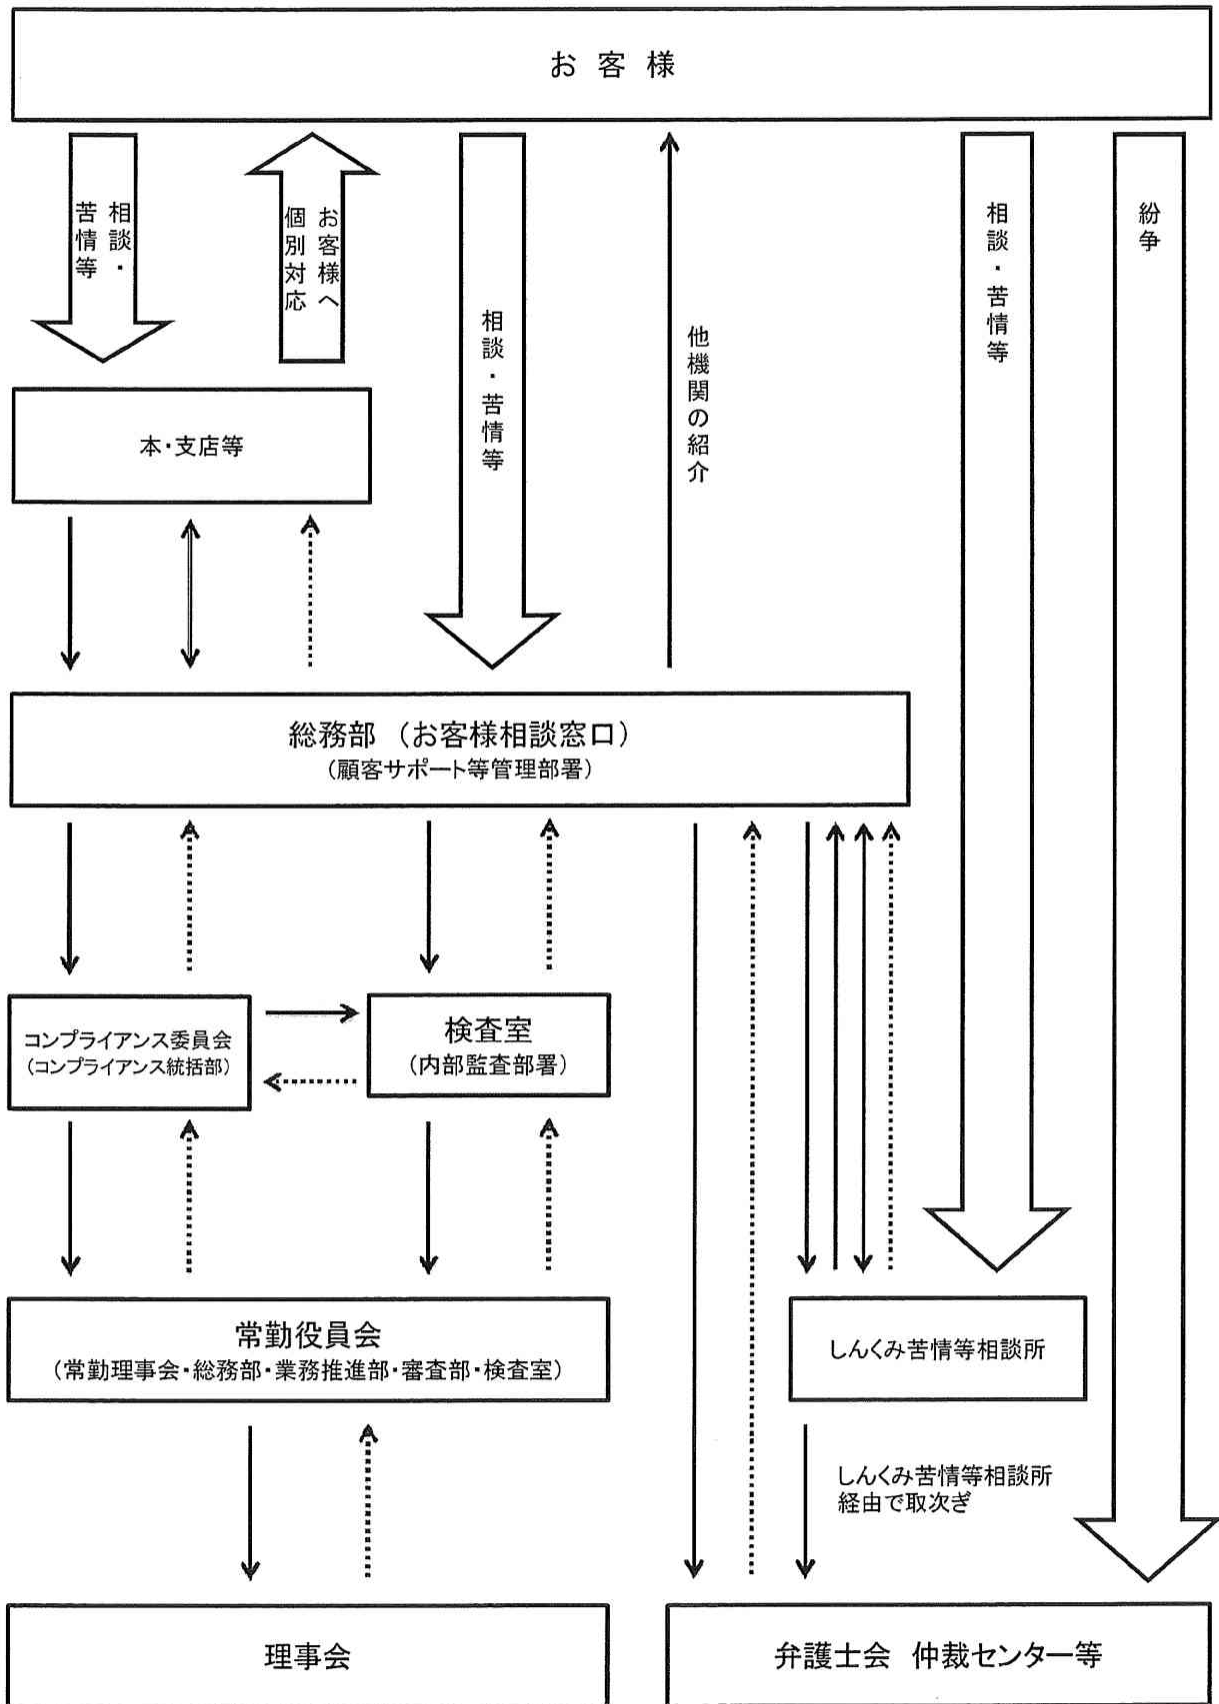 お 客 様
相談・
苦情等
お客様へ
個別対応
相談・苦情等
他機関の紹介
相談・苦情等
紛争
本・支店等
総務部 （お客様相談窓口）
（顧客サポート等管理部署）
コンプライアンス委員会
（コンプライアンス統括部）
検査室
（内部監査部署）
常勤役員会
（常勤理事会・総務部・業務推進部・審査部・検査室）
しんくみ苦情等相談所
しんくみ苦情等相談所
経由で取次ぎ
理事会
弁護士会 仲裁センター等